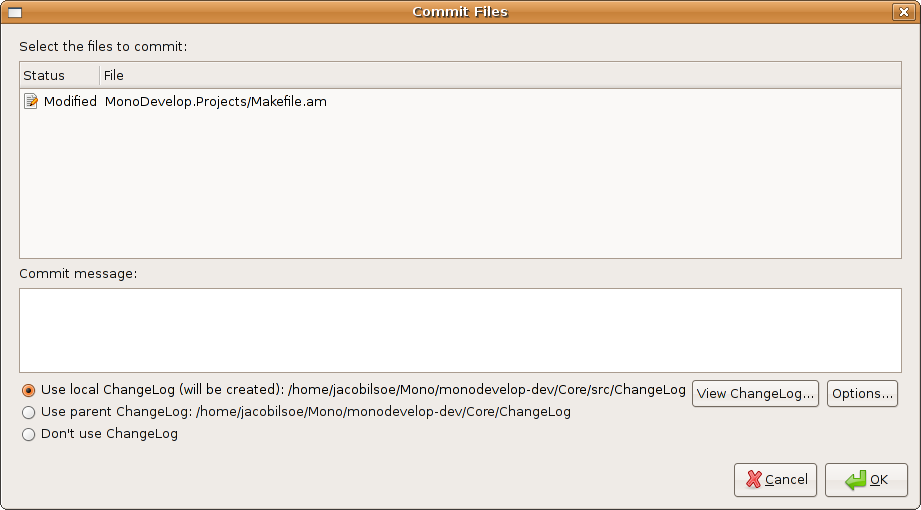 Commit Files
Select the files to commit:
Status File
Modified MonoDevelop.Projects/Makefile.am
Commit message:
Use local ChangeLog (will be created): /home/jacobilsoe/Mono/monodevelop-dev/Core/src/ChangeLog View ChangeLog... Options...
Use parent ChangeLog: /home/jacobilsoe/Mono/monodevelop-dev/Core/ChangeLog
Don't use ChangeLog
Cancel OK